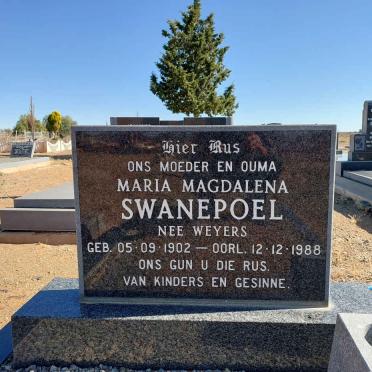 Hier Rus
ONS MOEDER EN OUMA
MARIA MAGDALENA
SWANEPOEL
NEE WEYERS
GEB. 05·09·1902 — OORL. 12·12·1988
ONS GUN U DIE RUS.
VAN KINDERS EN GESINNE.